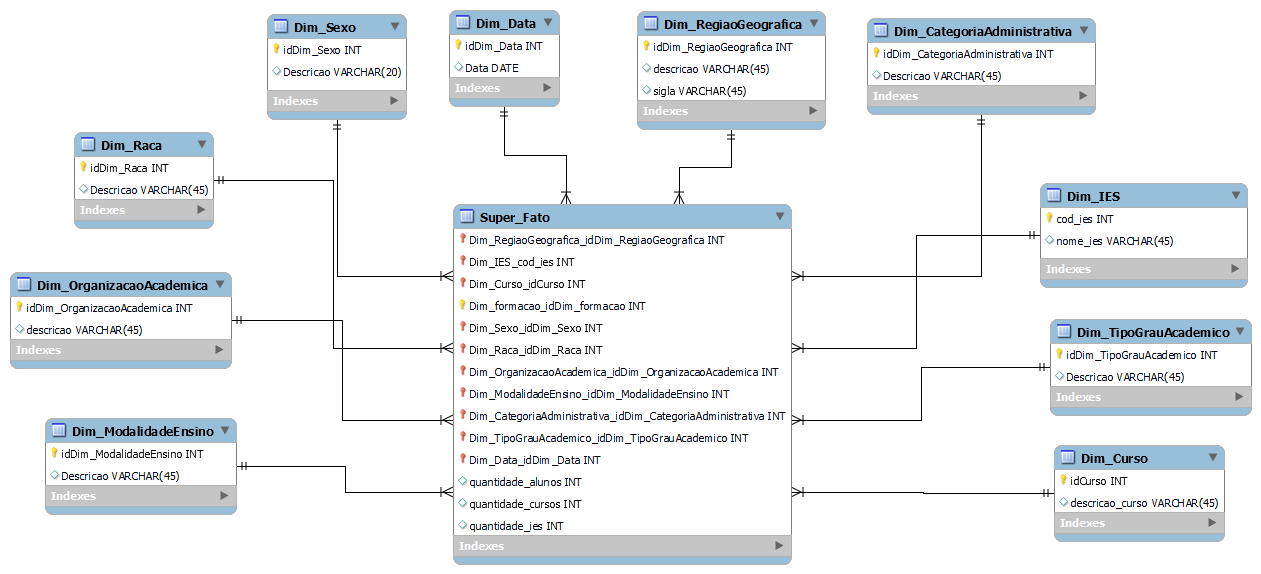 Dim_Sexo
idDim_Sexo INT
Descricao VARCHAR(20)
Indexes
Dim_Data
idDim_Data INT
Data DATE
Indexes
Dim_RegiaoGeografica
idDim_RegiaoGeografica INT
descricao VARCHAR(45)
sigla VARCHAR(45)
Indexes
Dim_CategoriaAdministrativa
idDim_CategoriaAdministrativa INT
Descricao VARCHAR(45)
Indexes
Dim_Raca
idDim_Raca INT
Descricao VARCHAR(45)
Indexes
Dim_IES
cod_ies INT
nome_ies VARCHAR(45)
Indexes
Super_Fato
Dim_RegiaoGeografica_idDim_RegiaoGeografica INT
Dim_IES_cod_ies INT
Dim_Curso_idCurso INT
Dim_formacao_idDim_formacao INT
Dim_Sexo_idDim_Sexo INT
Dim_Raca_idDim_Raca INT
Dim_OrganizacaoAcademica_idDim_OrganizacaoAcademica INT
Dim_ModalidadeEnsino_idDim_ModalidadeEnsino INT
Dim_CategoriaAdministrativa_idDim_CategoriaAdministrativa INT
Dim_TipoGrauAcademico_idDim_TipoGrauAcademico INT
Dim_Data_idDim_Data INT
quantidade_alunos INT
quantidade_cursos INT
quantidade_ies INT
Indexes
Dim_OrganizacaoAcademica
idDim_OrganizacaoAcademica INT
descricao VARCHAR(45)
Indexes
Dim_TipoGrauAcademico
idDim_TipoGrauAcademico INT
Descricao VARCHAR(45)
Indexes
Dim_ModalidadeEnsino
idDim_ModalidadeEnsino INT
Descricao VARCHAR(45)
Indexes
Dim_Curso
idCurso INT
descricao_curso VARCHAR(45)
Indexes